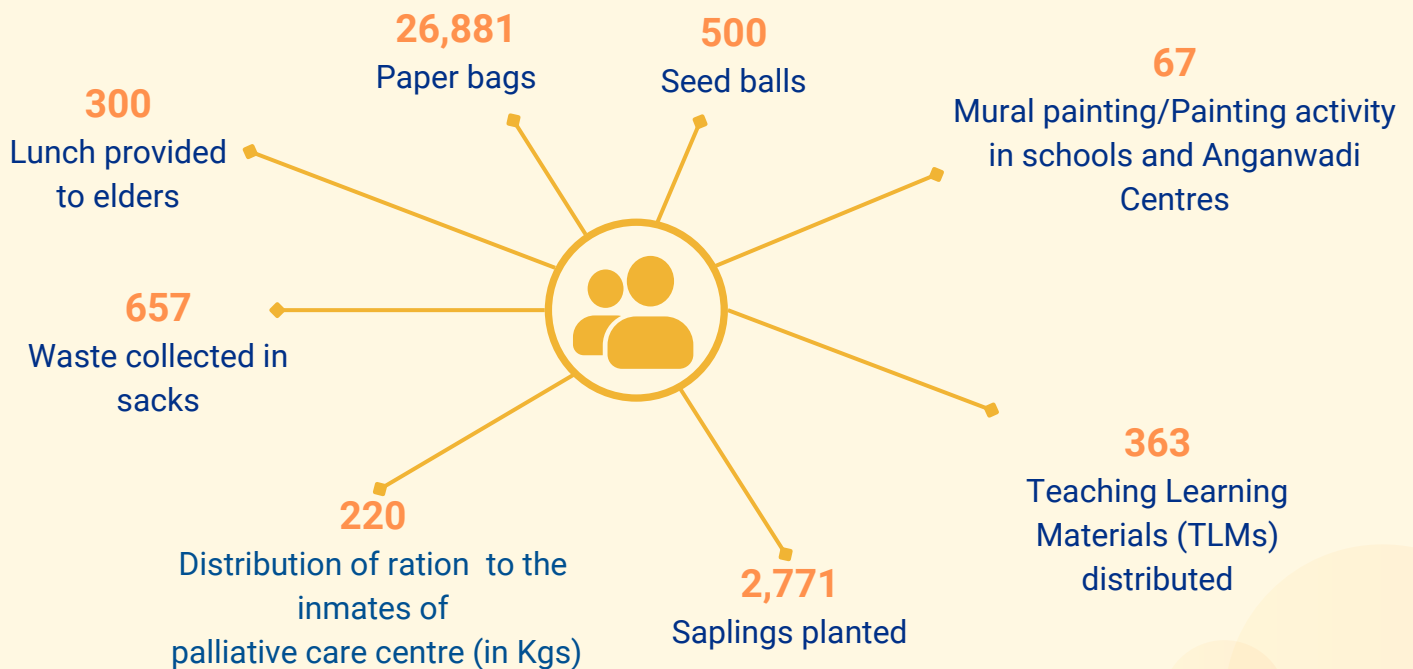 26,881
Paper bags
500
Seed balls
67
Mural painting/Painting activity
in schools and Anganwadi
Centres
300
Lunch provided
to elders
657
Waste collected in
sacks
363
Teaching Learning
Materials (TLMs)
distributed
220
Distribution of ration  to the
inmates of
palliative care centre (in Kgs)
2,771
Saplings planted